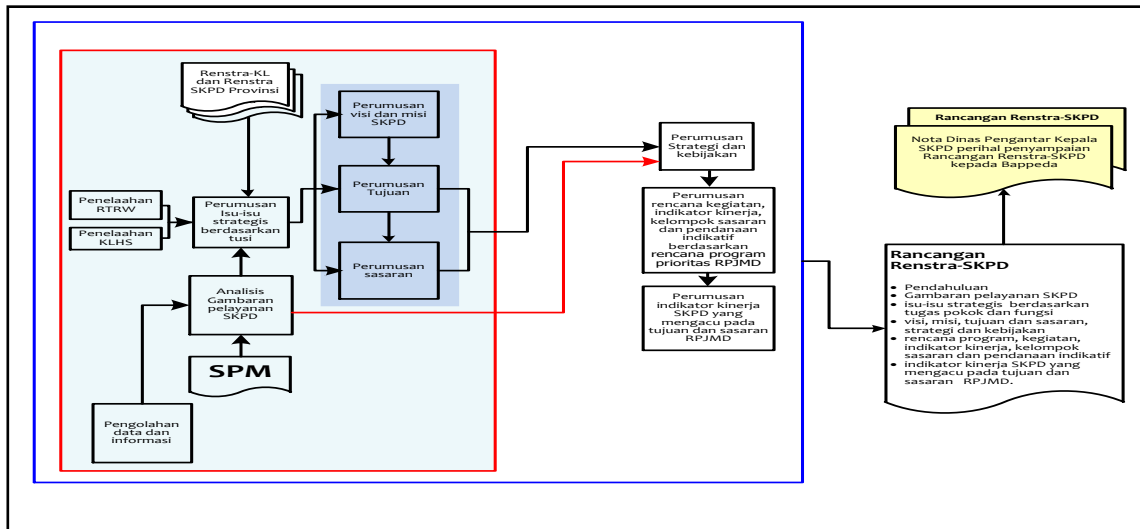 Renstra-KL
dan Renstra
SKPD Provinsi
Perumusan
visi dan misi
SKPD
Penelaahan
RTRW
Penelaahan
KLHS
Perumusan
Isu-isu
strategis
berdasarkan
tusi
Perumusan
Tujuan
Perumusan
sasaran
Analisis
Gambaran
pelayanan
SKPD
SPM
Pengolahan
data dan
informasi
Perumusan
Strategi dan
kebijakan
Perumusan
rencana kegiatan,
indikator kinerja,
kelompok sasaran
dan pendanaan
indikatif
berdasarkan
rencana program
prioritas RPJMD
Perumusan
indikator kinerja
SKPD yang
mengacu pada
tujuan dan sasaran
RPJMD
Rancangan Renstra-SKPD
Nota Dinas Pengantar Kepala
SKPD perihal penyampaian
Rancangan Renstra-SKPD
kepada Bappeda
Rancangan
Renstra-SKPD
• Pendahuluan
• Gambaran pelayanan SKPD
• isu-isu strategis berdasarkan
tugas pokok dan fungsi
• visi, misi, tujuan dan sasaran,
strategi dan kebijakan
• rencana program, kegiatan,
indikator kinerja, kelompok
sasaran dan pendanaan indikatif
• indikator kinerja SKPD yang
mengacu pada tujuan dan
sasaran RPJMD.